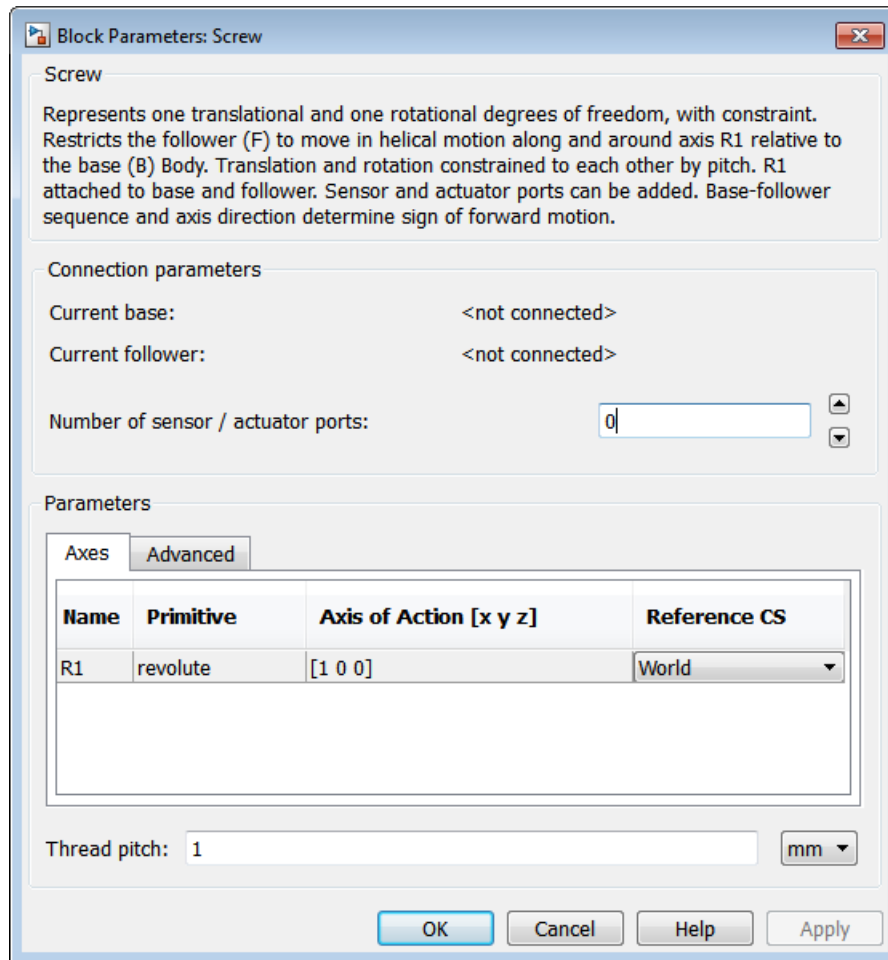 Block Parameters: Screw
Screw
Represents one translational and one rotational degrees of freedom, with constraint.
Restricts the follower (F) to move in helical motion along and around axis R1 relative to
the base (B) Body. Translation and rotation constrained to each other by pitch. R1
attached to base and follower. Sensor and actuator ports can be added. Base-follower
sequence and axis direction determine sign of forward motion.
Connection parameters
Current base: <not connected>
Current follower: <not connected>
Number of sensor / actuator ports: 0
Parameters
Axes Advanced
Name Primitive Axis of Action [x y z] Reference CS
R1 revolute [1 0 0] World
Thread pitch: 1 mm
OK Cancel Help Apply